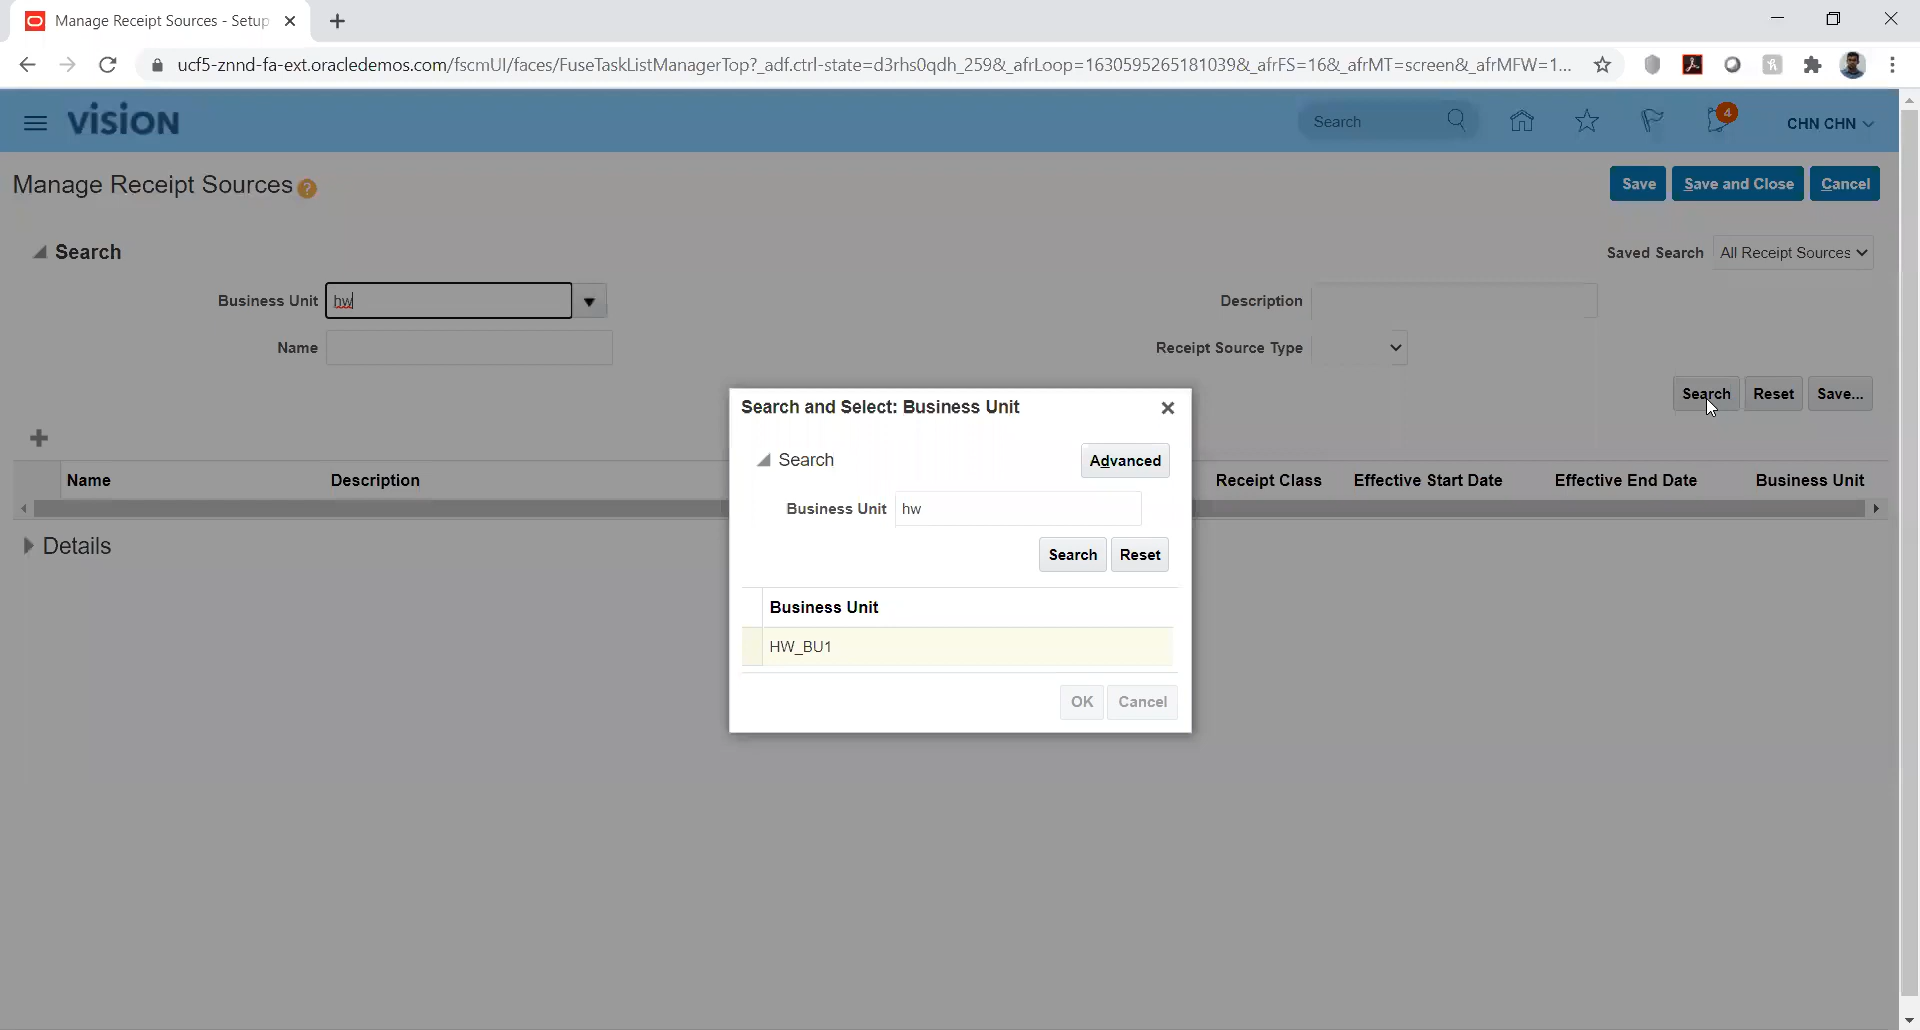 Manage Receipt Sources - Setup
ucf5-znnd-fa-ext.oracledemos.com/fscmUI/faces/FuseTaskListManagerTop?_adf.ctrl-state=d3rhs0qdh_259&_afrLoop=1630595265181039&_afrFS=16&_afrMT=screen&_afrMFW=1...
VISION
Search
4
CHN CHN
Manage Receipt Sources ?
Save
Save and Close
Cancel
Search
Saved Search All Receipt Sources
Business Unit hw
Description
Name
Receipt Source Type
Search
Reset
Save...
Search and Select: Business Unit
Search
Advanced
Business Unit hw
Search
Reset
Business Unit
HW_BU1
OK
Cancel
Name
Description
Receipt Class
Effective Start Date
Effective End Date
Business Unit
Details